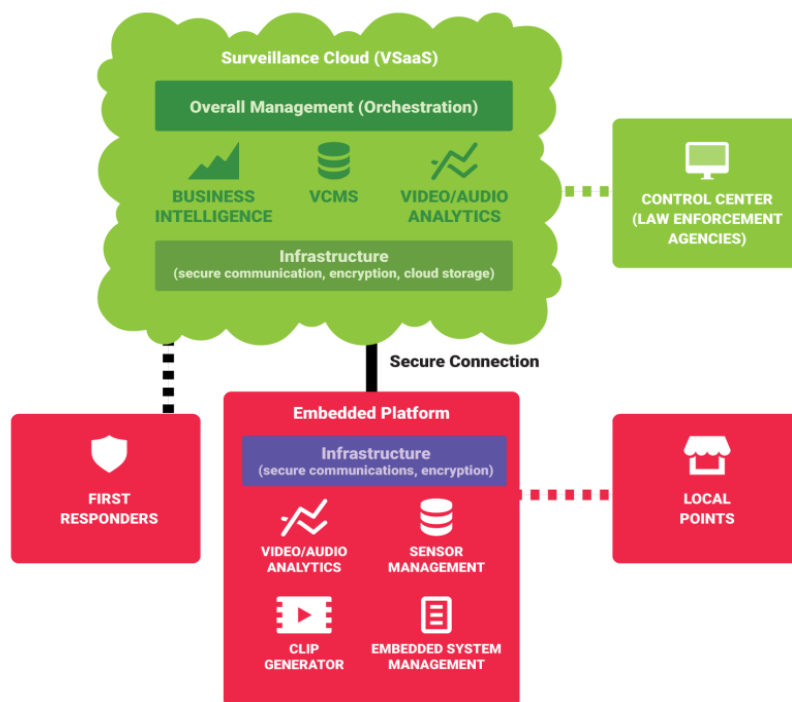 Surveillance Cloud (VSaaS)
Overall Management (Orchestration)
BUSINESS
INTELLIGENCE
VCMS
VIDEO/AUDIO
ANALYTICS
Infrastructure
(secure communication, encryption, cloud storage)
CONTROL CENTER
(LAW ENFORCEMENT
AGENCIES)
Secure Connection
FIRST
RESPONDERS
Embedded Platform
Infrastructure
(secure communications, encryption)
VIDEO/AUDIO
ANALYTICS
SENSOR
MANAGEMENT
CLIP
GENERATOR
EMBEDDED SYSTEM
MANAGEMENT
LOCAL
POINTS